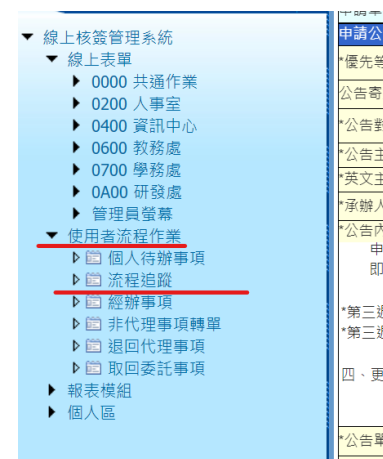 線上核簽管理系統
線上表單
0000 共通作業
0200 人事室
0400 資訊中心
0600 教務處
0700 學務處
0A00 研發處
管理員螢幕
使用者流程作業
個人待辦事項
流程追蹤
經辦事項
非代理事項轉單
退回代理事項
取回委託事項
報表模組
個人區
申請公
*優先等
公告寄
*公告對
*公告主
*英文主
*承辦人
*公告內
申
即
*第三週
*第三週
四、更
*公告單